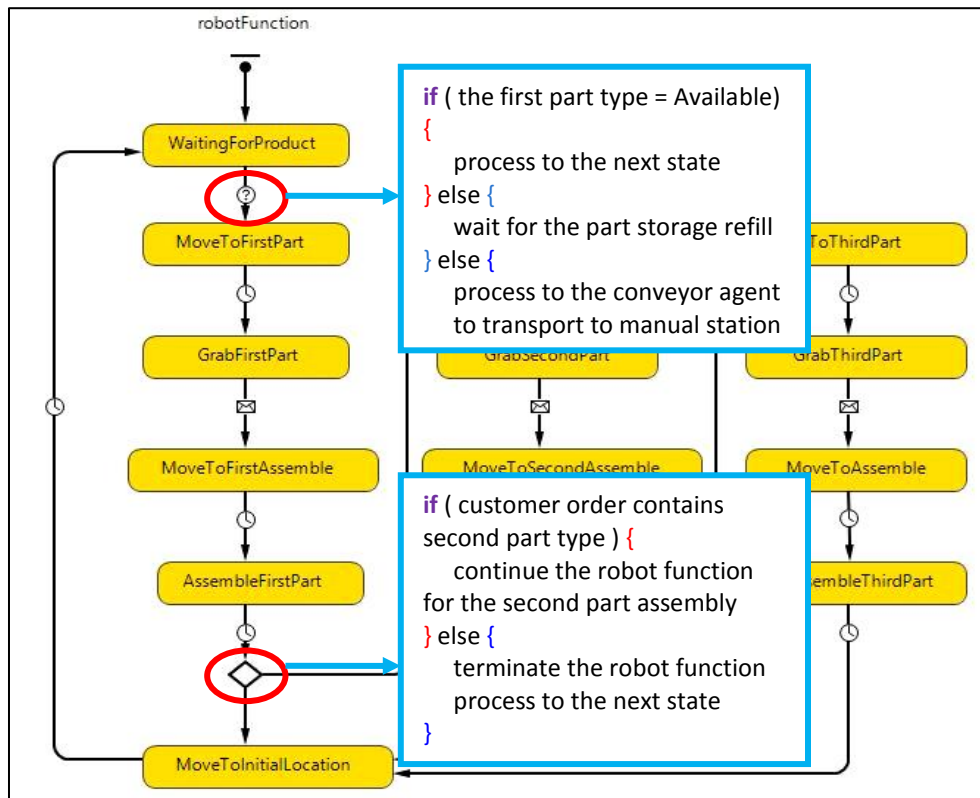 robotFunction
if ( the first part type = Available)
{
process to the next state
} else {
wait for the part storage refill
} else {
process to the conveyor agent
to transport to manual station
WaitingForProduct
?
MoveToFirstPart
ToThirdPart
GrabFirstPart
GrabSecondPart
GrabThirdPart
MoveToFirstAssemble
MoveToSecondAssemble
MoveToAssemble
if ( customer order contains
second part type ) {
continue the robot function
for the second part assembly
} else {
terminate the robot function
process to the next state
}
AssembleFirstPart
sembleThirdPart
MoveToInitialLocation